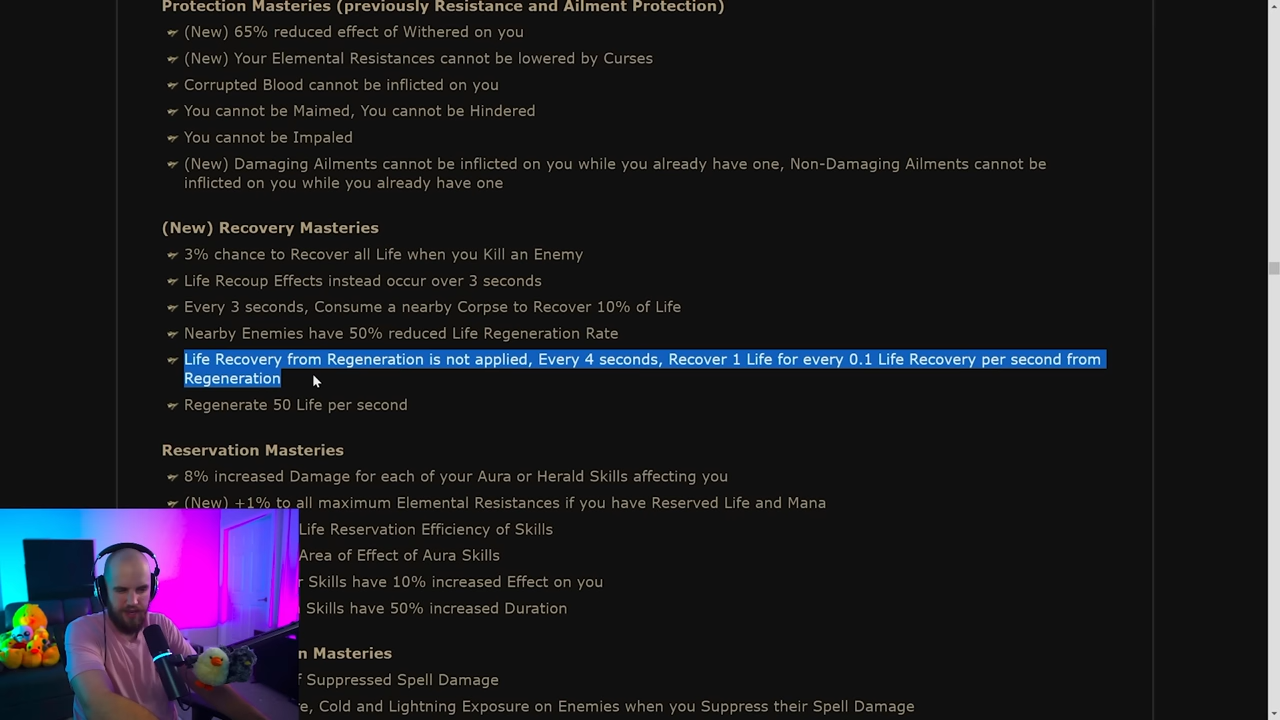 Protection Masteries (previously Resistance and Ailment Protection)
(New) 65% reduced effect of Withered on you
(New) Your Elemental Resistances cannot be lowered by Curses
Corrupted Blood cannot be inflicted on you
You cannot be Maimed, You cannot be Hindered
You cannot be Impaled
(New) Damaging Ailments cannot be inflicted on you while you already have one, Non-Damaging Ailments cannot be
inflicted on you while you already have one
(New) Recovery Masteries
3% chance to Recover all Life when you Kill an Enemy
Life Recoup Effects instead occur over 3 seconds
Every 3 seconds, Consume a nearby Corpse to Recover 10% of Life
Nearby Enemies have 50% reduced Life Regeneration Rate
Life Recovery from Regeneration is not applied, Every 4 seconds, Recover 1 Life for every 0.1 Life Recovery per second from
Regeneration
Regenerate 50 Life per second
Reservation Masteries
8% increased Damage for each of your Aura or Herald Skills affecting you
(New) +1% to all maximum Elemental Resistances if you have Reserved Life and Mana
Life Reservation Efficiency of Skills
Area of Effect of Aura Skills
Skills have 10% increased Effect on you
Skills have 50% increased Duration
Masteries
Suppressed Spell Damage
Cold and Lightning Exposure on Enemies when you Suppress their Spell Damage